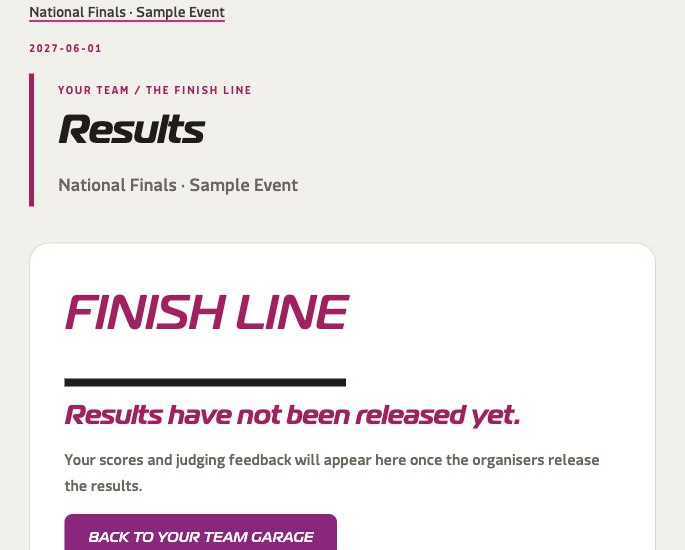 National Finals · Sample Event
2027-06-01
YOUR TEAM / THE FINISH LINE
Results
National Finals · Sample Event
FINISH LINE
Results have not been released yet.
Your scores and judging feedback will appear here once the organisers release
the results.
BACK TO YOUR TEAM GARAGE